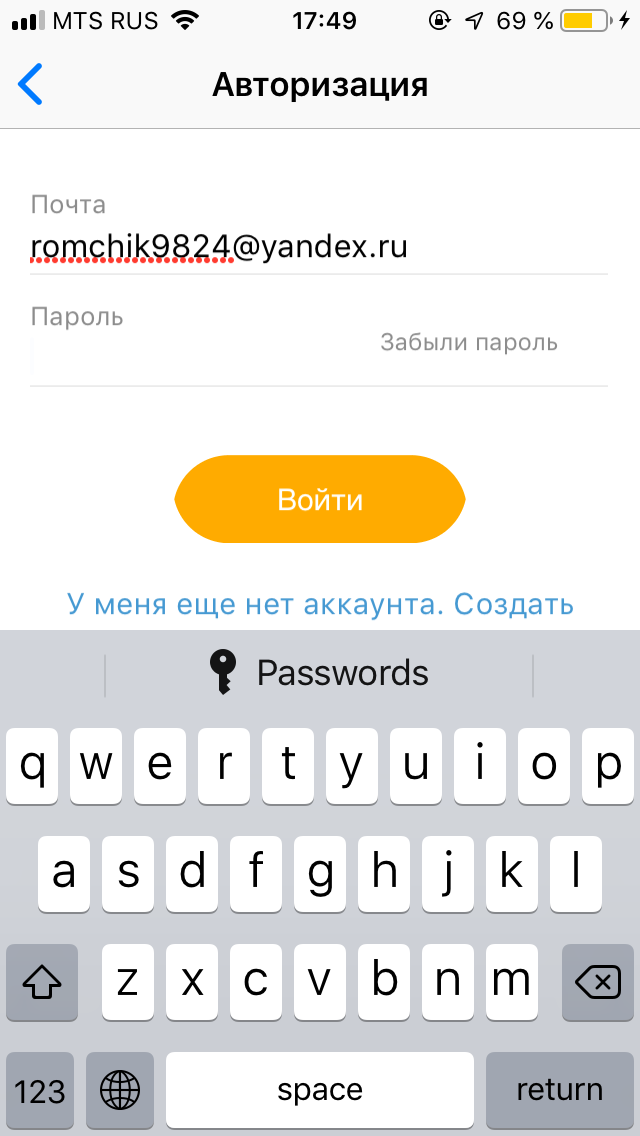 MTS RUS 17:49 69 %
Авторизация
Почта
romchik9824@yandex.ru
Пароль
Забыли пароль
Войти
У меня еще нет аккаунта. Создать
Passwords
q w e r t y u i o p
a s d f g h j k l
z x c v b n m
123 space return